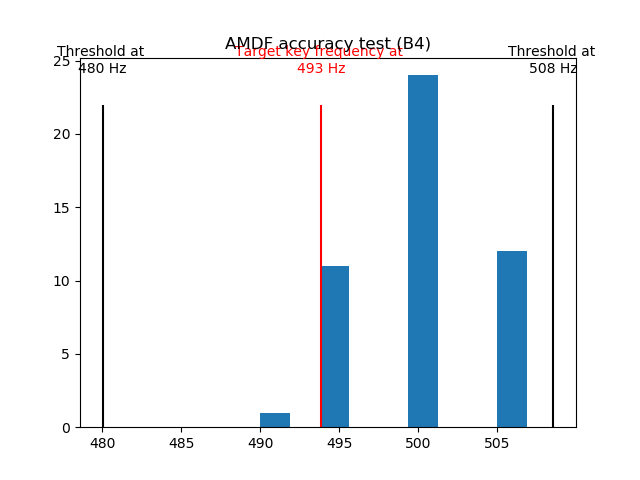 AMDF accuracy test (B4)
Threshold at
480 Hz
Target key frequency at
493 Hz
Threshold at
508 Hz
25
20
15
10
5
0
480
485
490
495
500
505